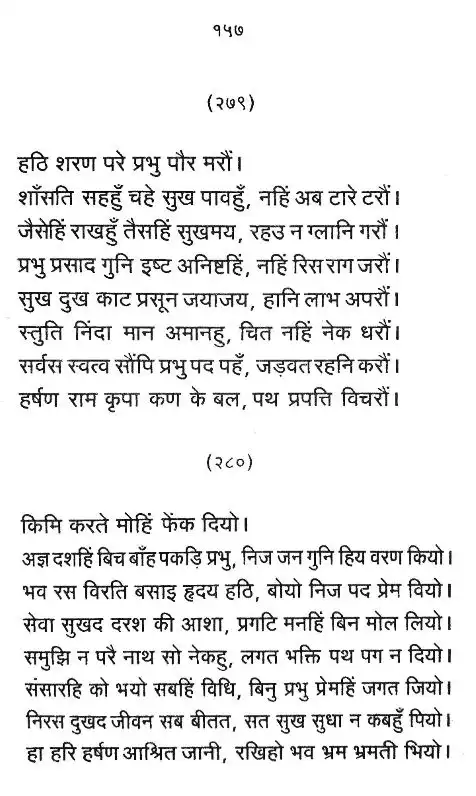 १५७
(२७९)
हठि शरण परे प्रभु पौर मरौं।
शाँसति सहहुँ चहे सुख पावहुँ, नहिं अब टारे टरौं।
जैसेहिं राखहुँ तैसहिं सुखमय, रहउ न ग्लानि गरौं ।
प्रभु प्रसाद गुनि इष्ट अनिष्टहिं, नहिं रिस राग जरौं।
सुख दुख काट प्रसून जयाजय, हानि लाभ अपरौं।
स्तुति निंदा मान अमानहु, चित नहिं नेक धरौं।
सर्वस स्वत्व सौंपि प्रभु पद पहँ, जड़वत रहनि करौं।
हर्षण राम कृपा कण के बल, पथ प्रपत्ति विचरौं।
(२८०)
किमि करते मोहिं फेंक दियो।
अज्ञ दशहिं बिच बाँह पकड़ि प्रभु, निज जन गुनि हिय वरण कियो।
भव रस विरति बसाइ हृदय हठि, बोयो निज पद प्रेम वियो।
सेवा सुखद दरश की आशा, प्रगटि मनहिं बिन मोल लियो।
समुझि न परै नाथ सो नेकहु, लगत भक्ति पथ पग न दियो।
संसारहि को भयो सबहिं विधि, बिनु प्रभु प्रेमहिं जगत जियो।
निरस दुखद जीवन सब बीतत, सत सुख सुधा न कबहुँ पियो।
हा हरि हर्षण आश्रित जानी, रखिहो भव भ्रम भ्रमती भियो।